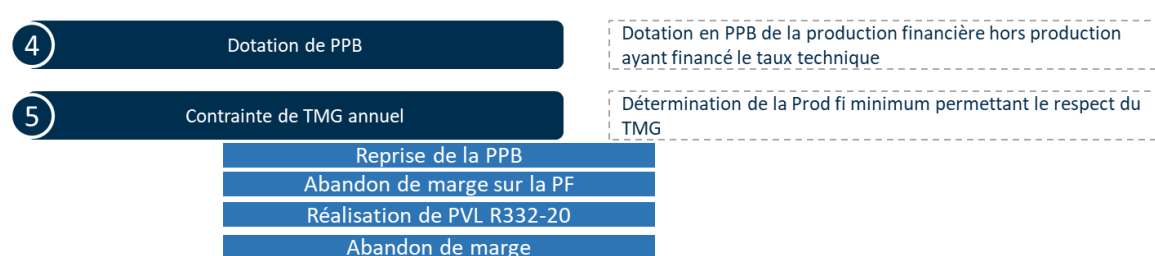 4
Dotation de PPB
Dotation en PPB de la production financière hors production
ayant financé le taux technique
5
Contrainte de TMG annuel
Détermination de la Prod fi minimum permettant le respect du
TMG
Reprise de la PPB
Abandon de marge sur la PF
Réalisation de PVL R332-20
Abandon de marge